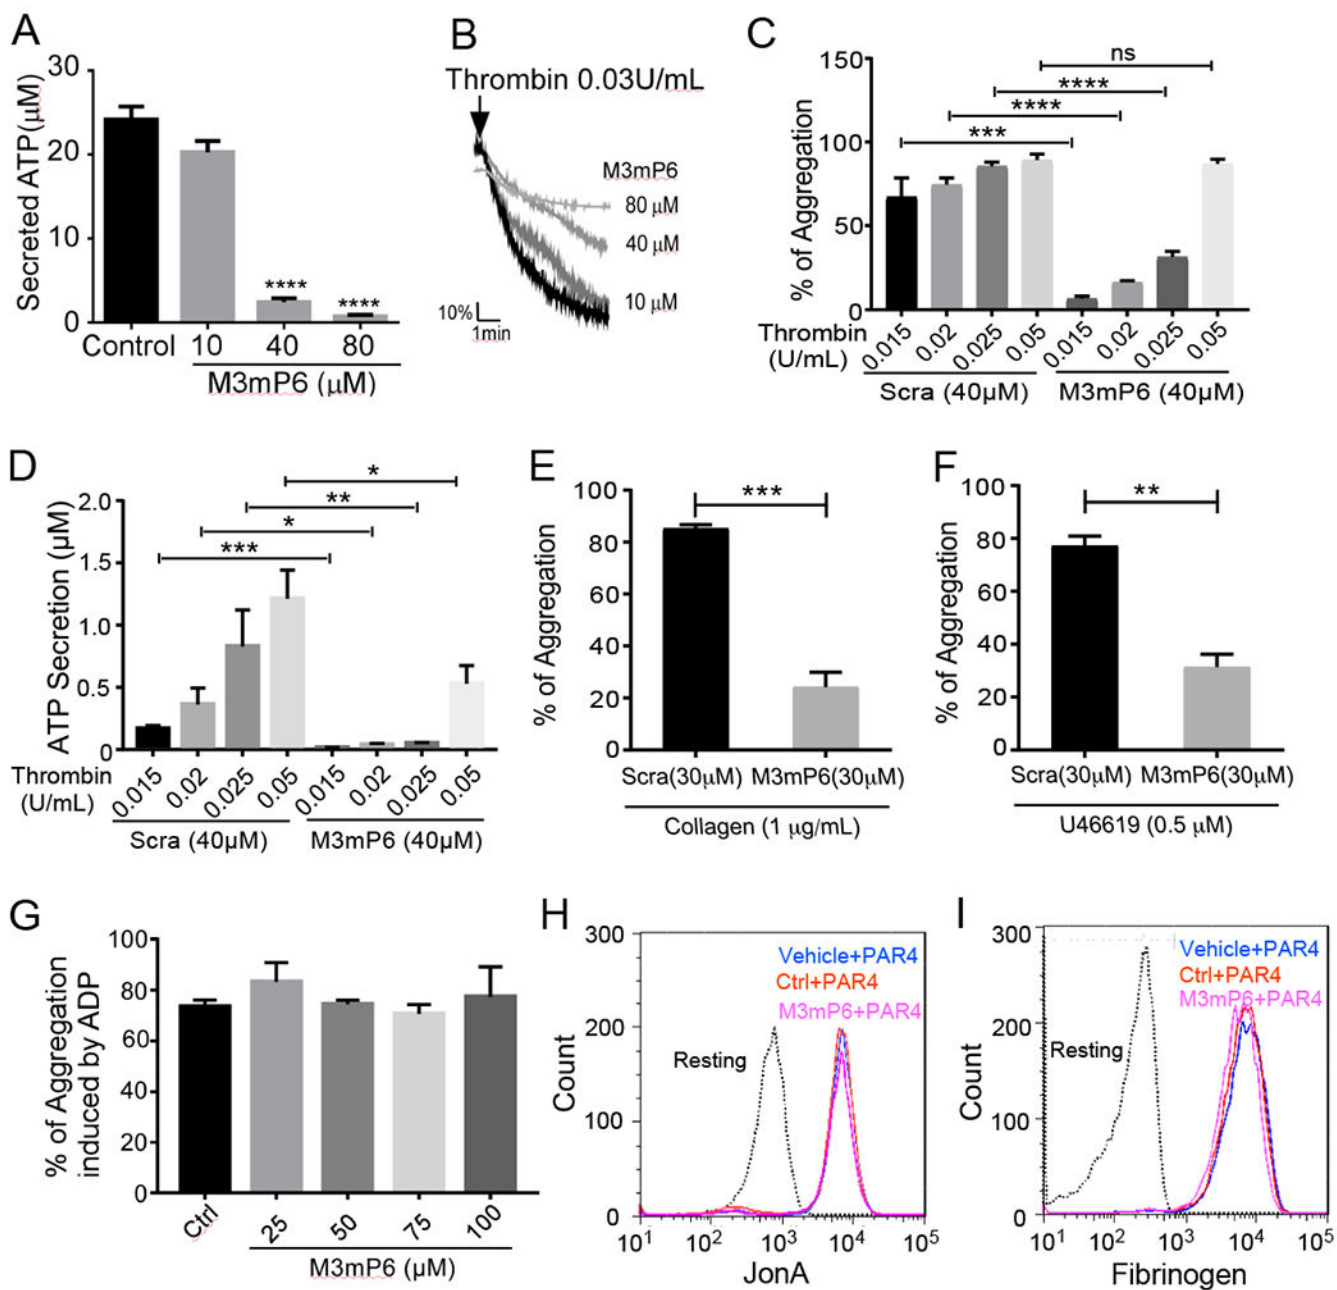 A
30
20
10
0
Secreted ATP(µM)
Control 10 40 80
**** ****
M3mP6 (µM)
B
Thrombin 0.03U/mL
M3mP6
80 µM
40 µM
10 µM
10%
1min
C
150
100
50
0
% of Aggregation
ns
****
****
***
Thrombin
(U/mL)
0.015 0.02 0.025 0.05 0.015 0.02 0.025 0.05
Scra (40µM) M3mP6 (40µM)
D
2.0
1.5
1.0
0.5
0
ATP Secretion (µM)
*
**
*
***
Thrombin
(U/mL)
0.015 0.02 0.025 0.05 0.015 0.02 0.025 0.05
Scra (40µM) M3mP6 (40µM)
E
100
80
60
40
20
0
% of Aggregation
***
Scra(30µM) M3mP6(30µM)
Collagen (1 µg/mL)
F
100
80
60
40
20
0
% of Aggregation
**
Scra(30µM) M3mP6(30µM)
U46619 (0.5 µM)
G
100
80
60
40
20
0
% of Aggregation
induced by ADP
Ctrl 25 50 75 100
M3mP6 (µM)
H
300
200
100
0
Count
Vehicle+PAR4
Ctrl+PAR4
M3mP6+PAR4
Resting
10¹ 10² 10³ 10⁴ 10⁵
JonA
I
300
200
100
0
Count
Vehicle+PAR4
Ctrl+PAR4
M3mP6+PAR4
Resting
10¹ 10² 10³ 10⁴ 10⁵
Fibrinogen